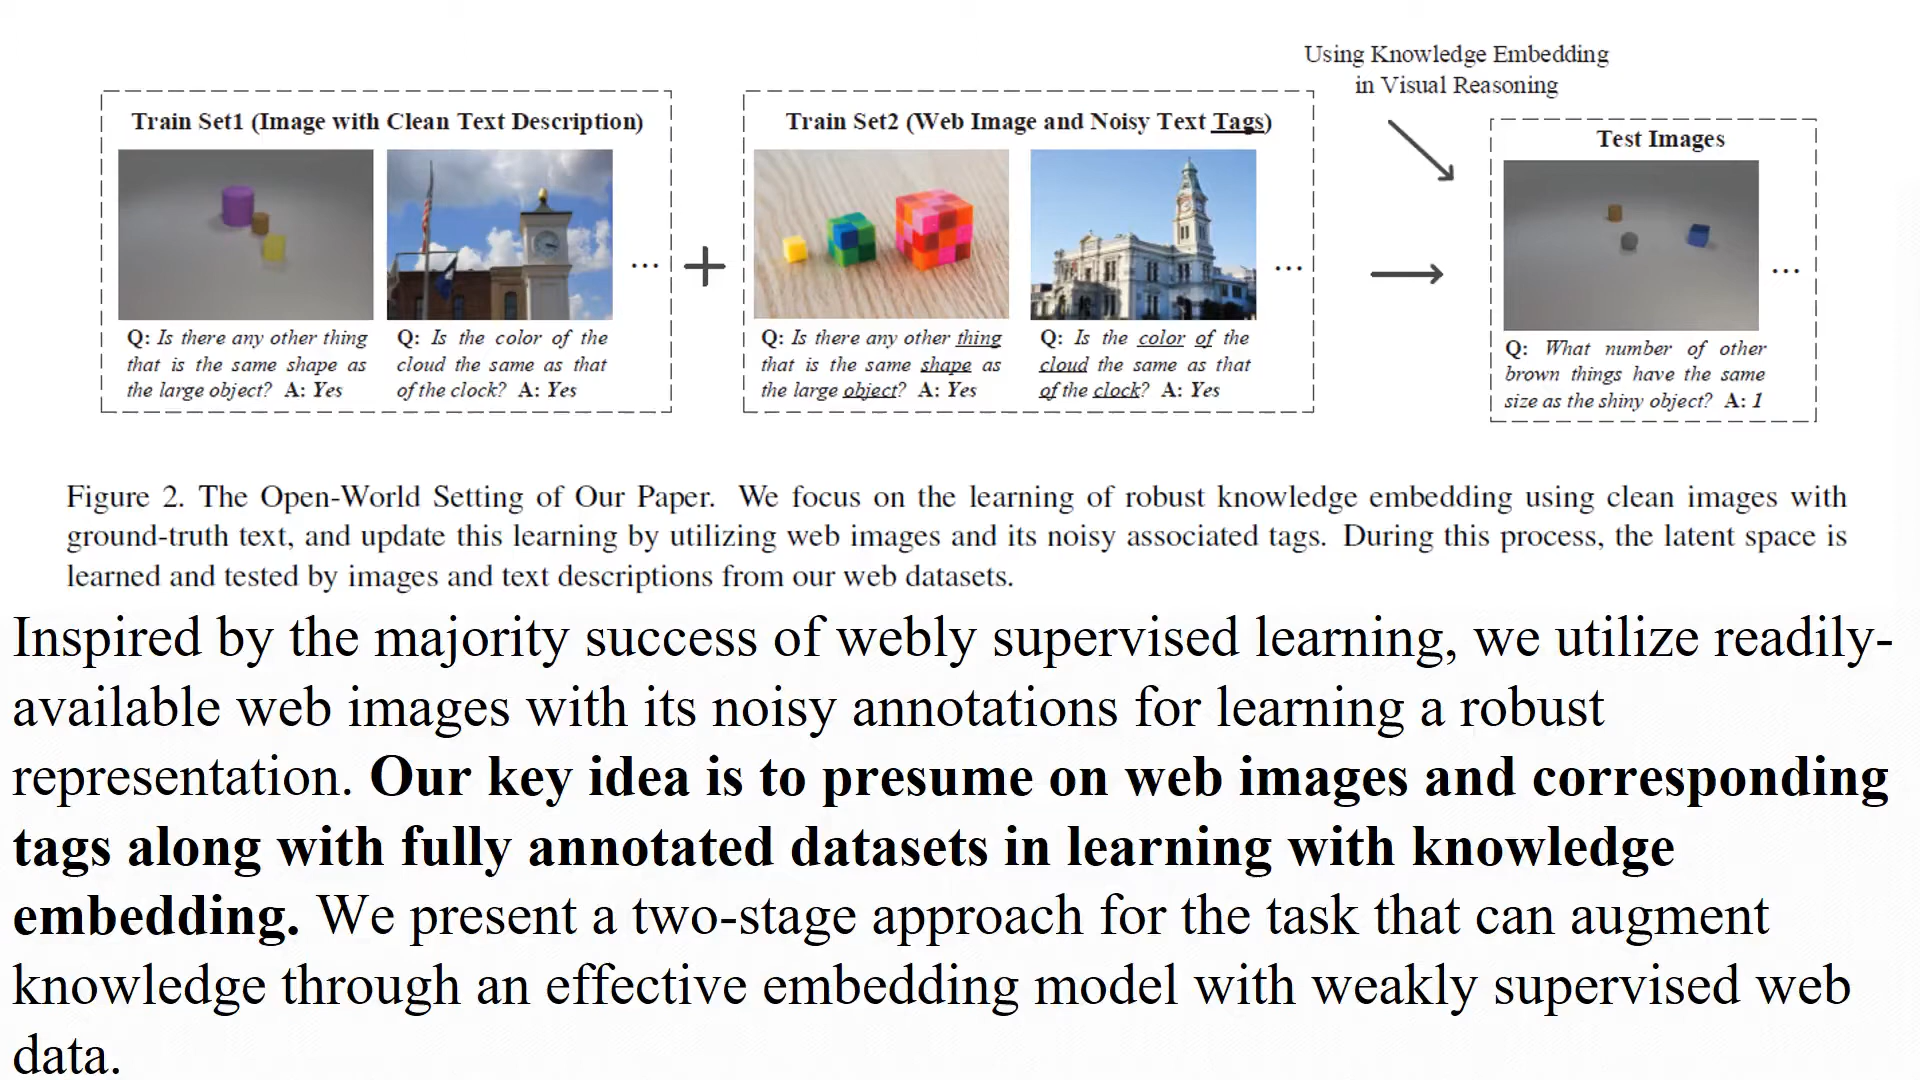 Using Knowledge Embedding
in Visual Reasoning
Train Set1 (Image with Clean Text Description)
Q: Is there any other thing
that is the same shape as
the large object? A: Yes
Q: Is the color of the
cloud the same as that
of the clock? A: Yes
...
+
Train Set2 (Web Image and Noisy Text Tags)
Q: Is there any other thing
that is the same shape as
the large object? A: Yes
Q: Is the color of the
cloud the same as that
of the clock? A: Yes
...
Test Images
Q: What number of other
brown things have the same
size as the shiny object? A: 1
...
Figure 2. The Open-World Setting of Our Paper. We focus on the learning of robust knowledge embedding using clean images with
ground-truth text, and update this learning by utilizing web images and its noisy associated tags. During this process, the latent space is
learned and tested by images and text descriptions from our web datasets.
Inspired by the majority success of webly supervised learning, we utilize readily-
available web images with its noisy annotations for learning a robust
representation. Our key idea is to presume on web images and corresponding
tags along with fully annotated datasets in learning with knowledge
embedding. We present a two-stage approach for the task that can augment
knowledge through an effective embedding model with weakly supervised web
data.